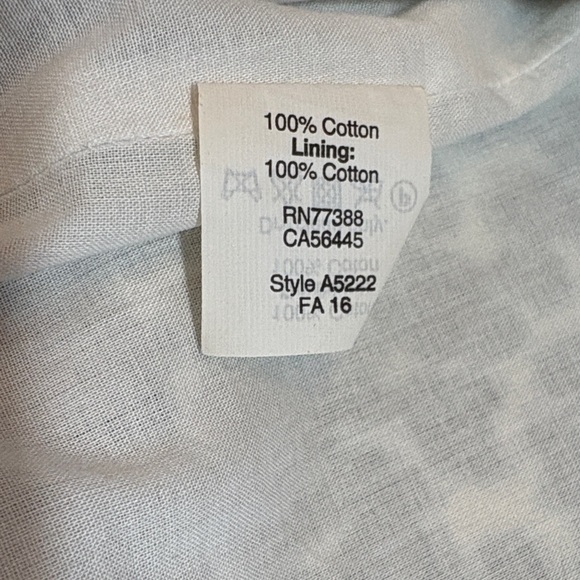 100% Cotton
Lining:
100% Cotton
RN77388
CA56445
Style A5222
FA 16